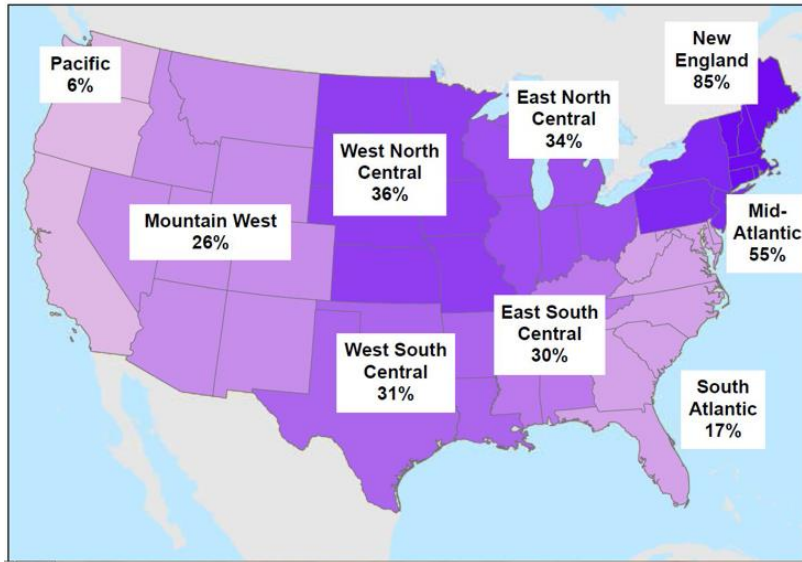 Pacific
6%
New
England
85%
East North
Central
34%
West North
Central
36%
Mountain West
26%
Mid-
Atlantic
55%
East South
Central
30%
West South
Central
31%
South
Atlantic
17%